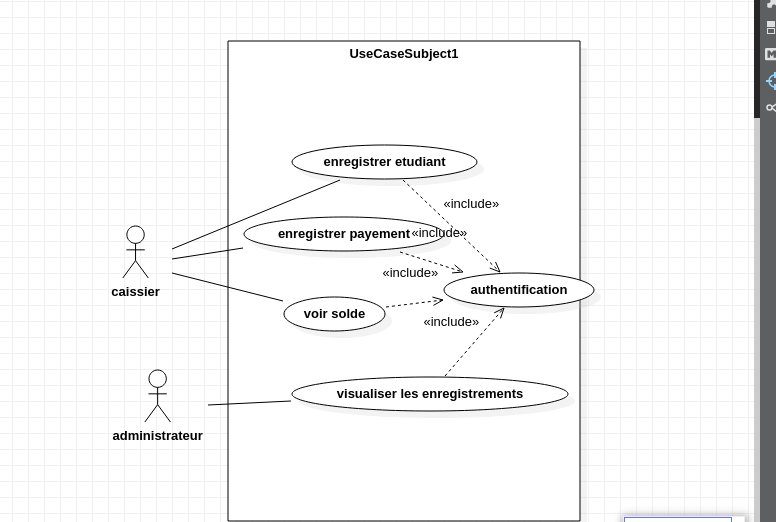 UseCaseSubject1
enregistrer etudiant
«include»
enregistrer payement
«include»
«include»
caissier
authentification
voir solde
«include»
visualiser les enregistrements
administrateur